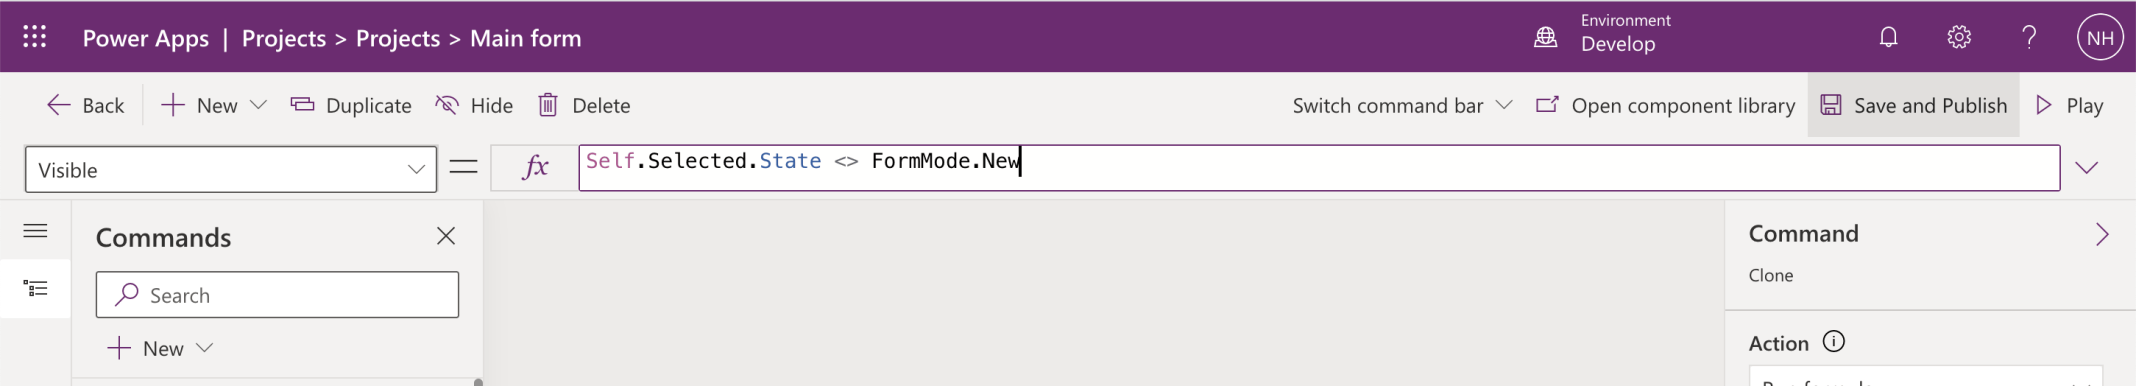 Power Apps | Projects > Projects > Main form
Environment
Develop
NH
Back
New
Duplicate
Hide
Delete
Switch command bar
Open component library
Save and Publish
Play
Visible
=
fx
Self.Selected.State <> FormMode.New
Commands
Search
New
Command
Clone
Action